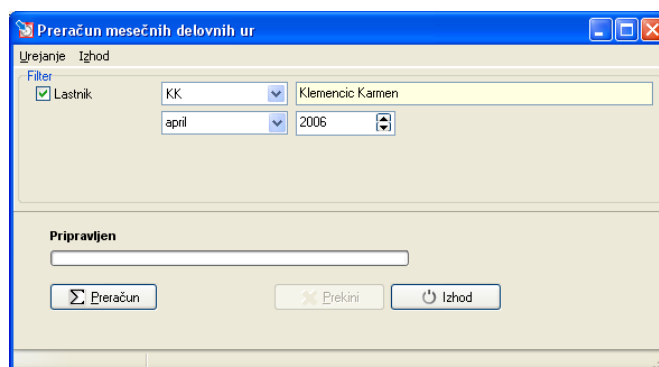 Preračun mesečnih delovnih ur
Urejanje Izhod
Filter
Lastnik KK Klemencic Karmen
april 2006
Pripravljen
Preračun Prekini Izhod